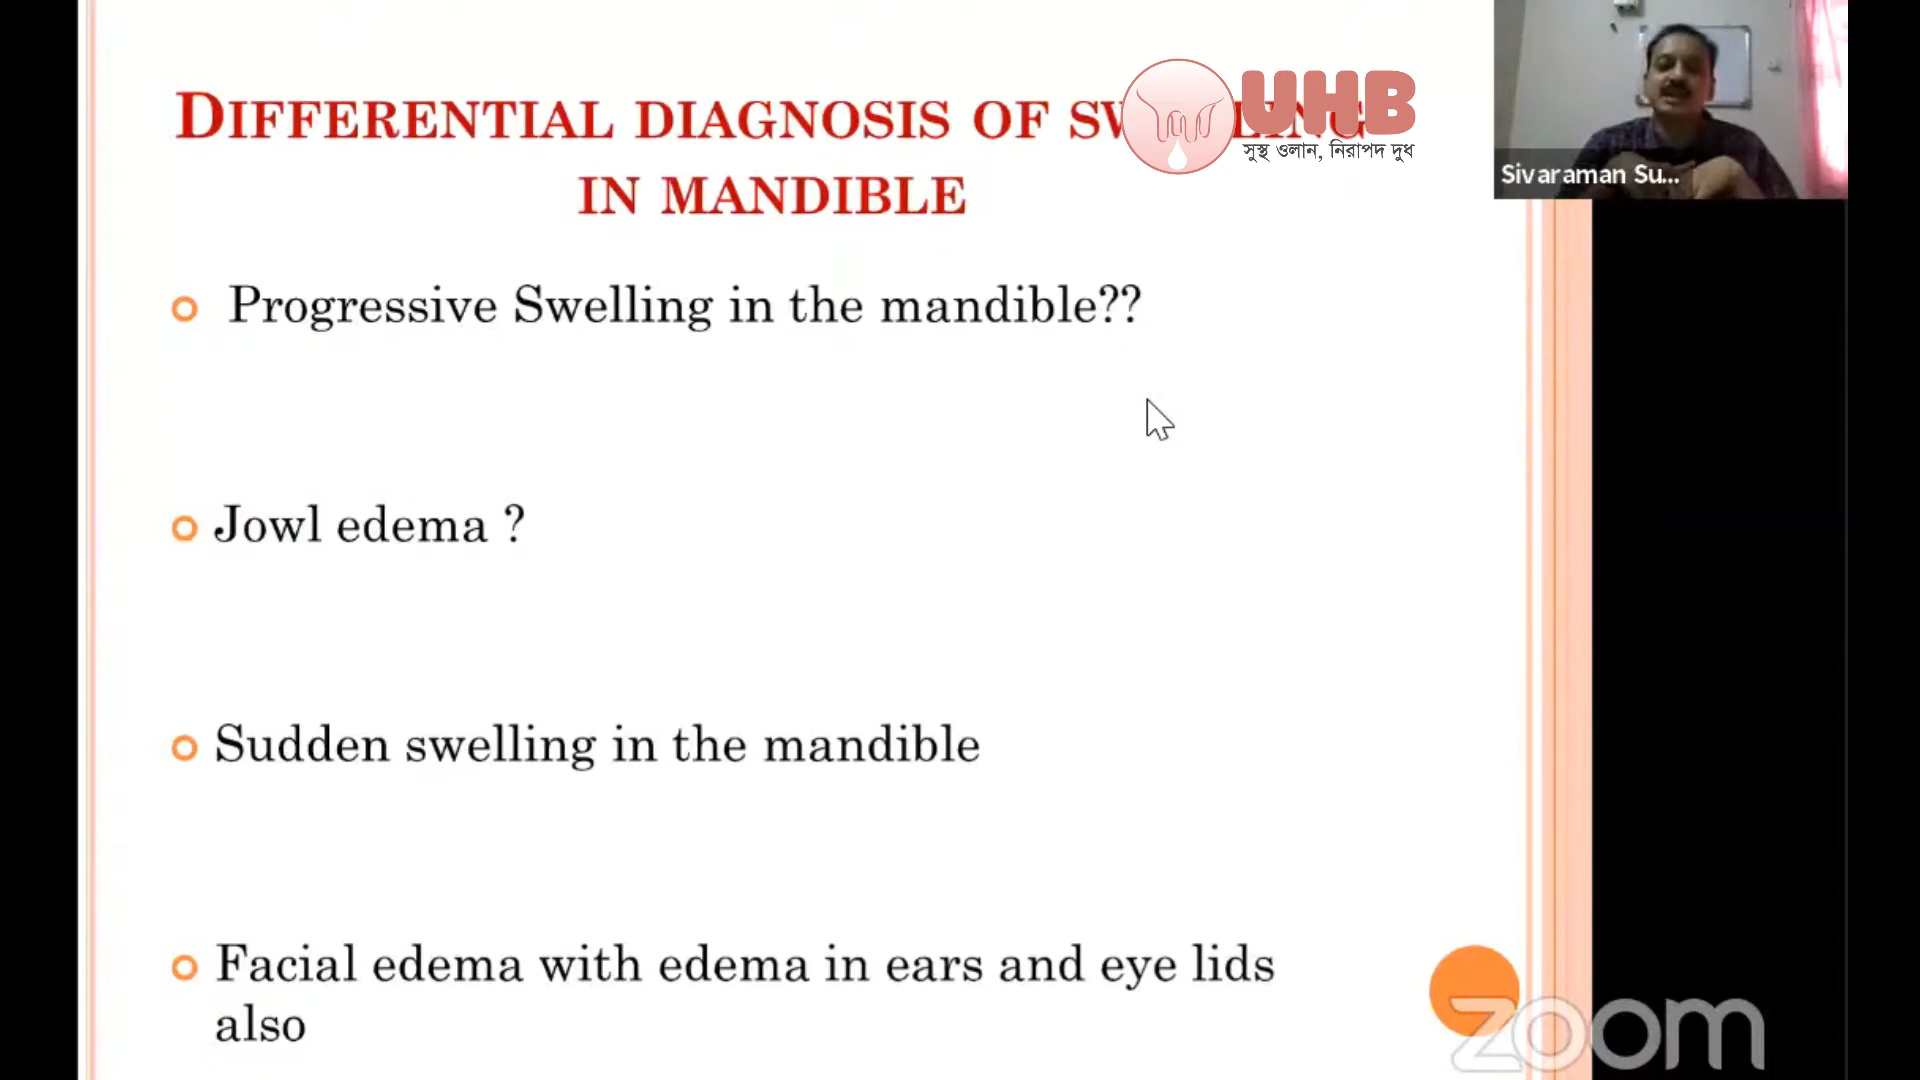 DIFFERENTIAL DIAGNOSIS OF
IN MANDIBLE
UHB
সুস্থ ওলান, নিরাপদ দুধ
Sivaraman Su...
Progressive Swelling in the mandible??
Jowl edema ?
Sudden swelling in the mandible
Facial edema with edema in ears and eye lids
also
zoom